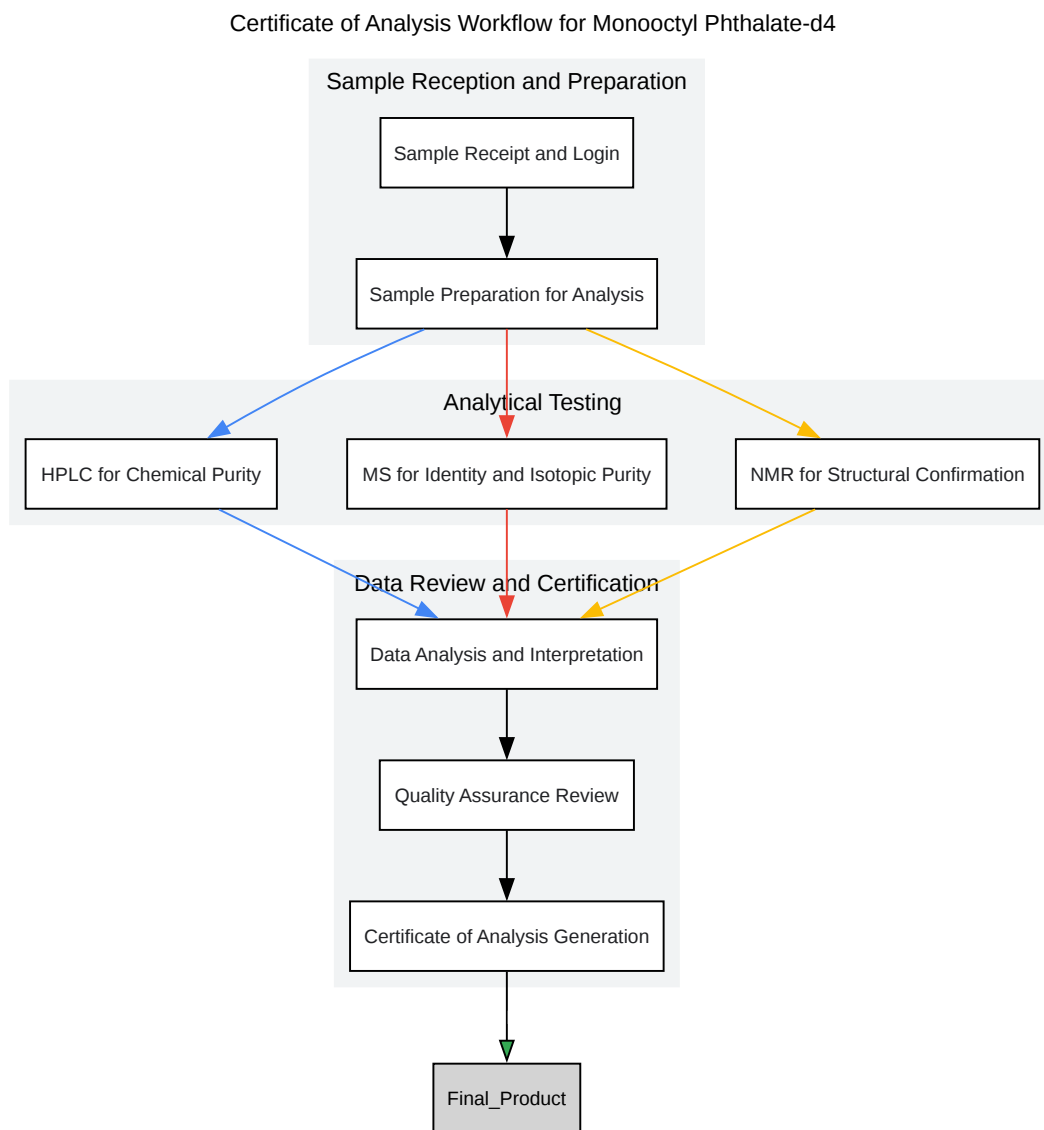 Certificate of Analysis Workflow for Monooctyl Phthalate-d4
Sample Reception and Preparation
Sample Receipt and Login
Sample Preparation for Analysis
Analytical Testing
HPLC for Chemical Purity
MS for Identity and Isotopic Purity
NMR for Structural Confirmation
Data Review and Certification
Data Analysis and Interpretation
Quality Assurance Review
Certificate of Analysis Generation
Final_Product